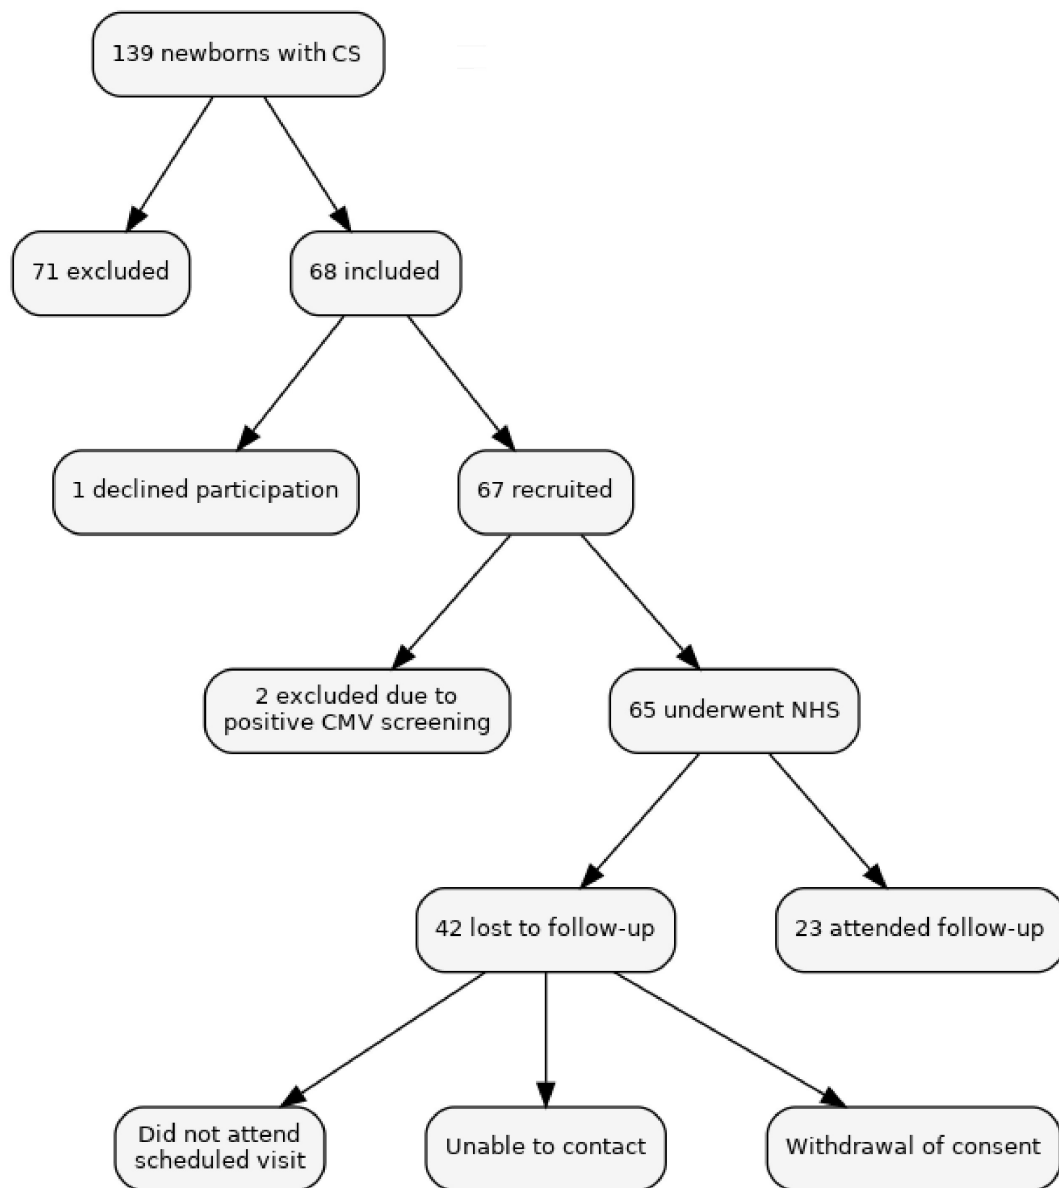 139 newborns with CS
71 excluded
68 included
1 declined participation
67 recruited
2 excluded due to
positive CMV screening
65 underwent NHS
42 lost to follow-up
23 attended follow-up
Did not attend
scheduled visit
Unable to contact
Withdrawal of consent